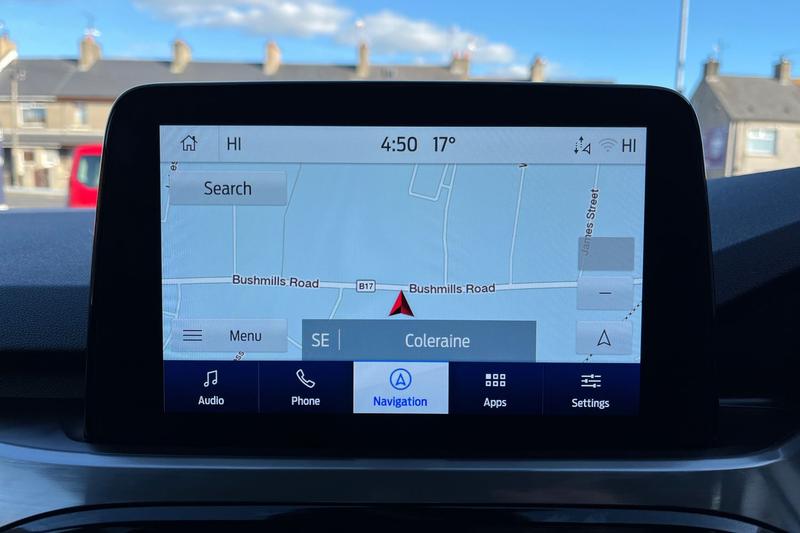 HI
4:50 17°
HI
Search
James Street
Bushmills Road
B17
Bushmills Road
Menu
SE
Coleraine
Audio
Phone
Navigation
Apps
Settings